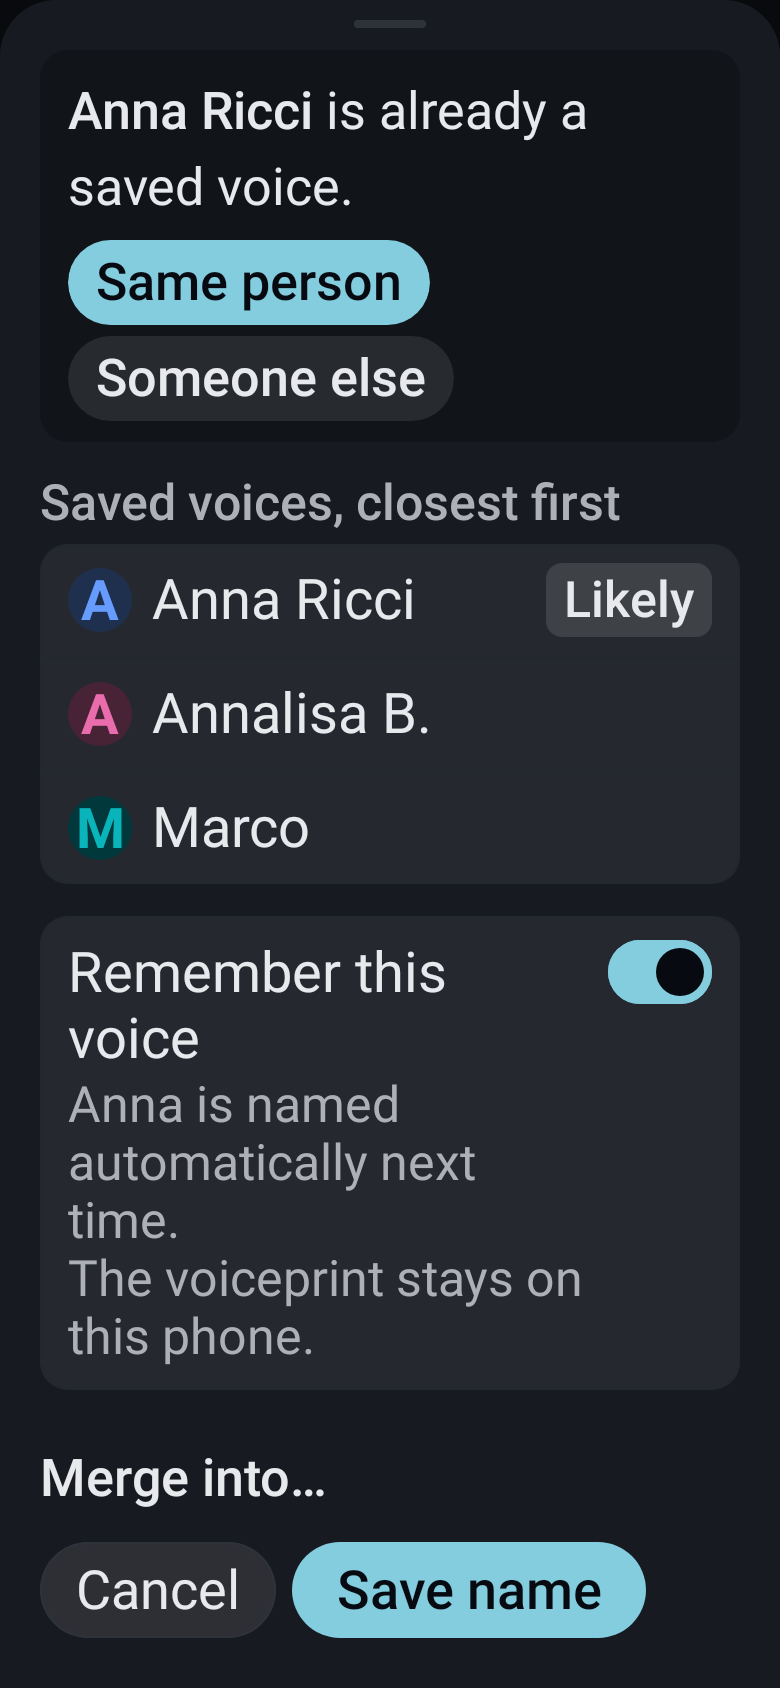 Anna Ricci is already a
saved voice.
Same person
Someone else
Saved voices, closest first
A Anna Ricci Likely
A Annalisa B.
M Marco
Remember this
voice
Anna is named
automatically next
time.
The voiceprint stays on
this phone.
Merge into…
Cancel Save name